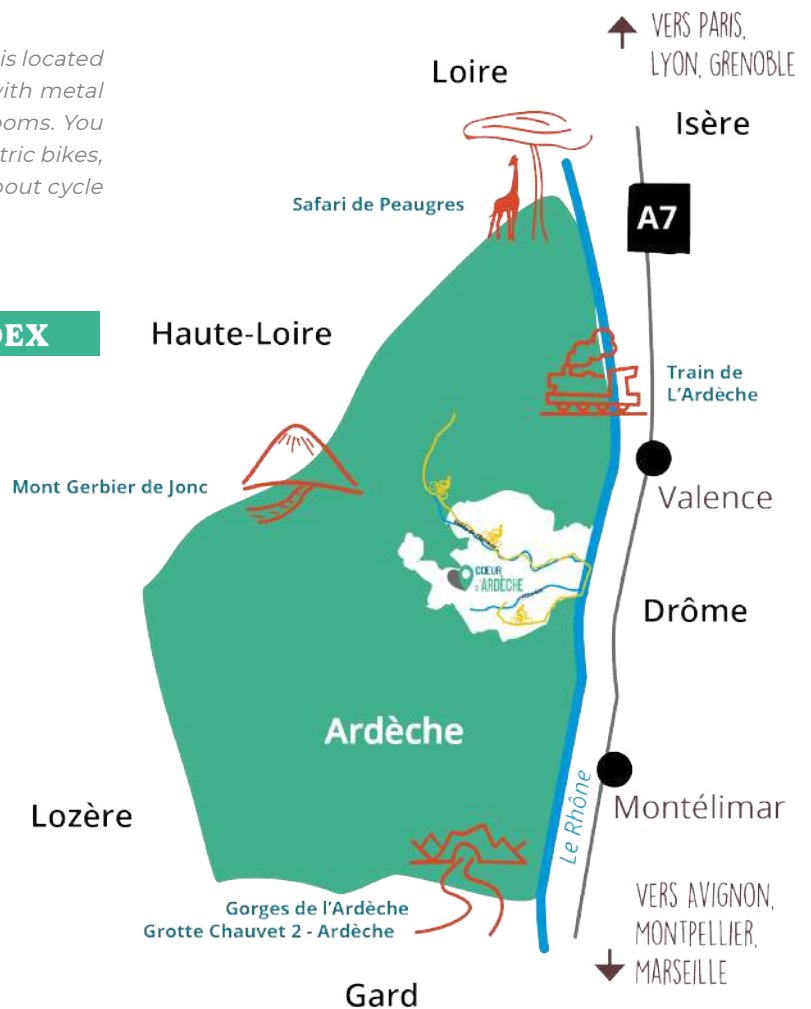 is located
with metal
ooms. You
tric bikes,
bout cycle
DEX
VERS PARIS,
LYON, GRENOBLE
Loire
Isère
A7
Safari de Peaugres
Haute-Loire
Train de
L'Ardèche
Mont Gerbier de Jonc
Valence
COEUR
d'ARDÈCHE
Drôme
Ardèche
Lozère
Le Rhône
Montélimar
Gorges de l'Ardèche
Grotte Chauvet 2 - Ardèche
VERS AVIGNON,
MONTPELLIER,
MARSEILLE
Gard